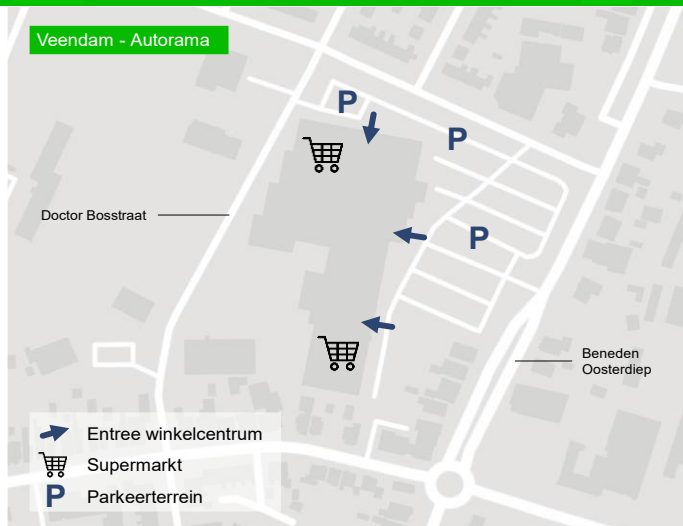 Veendam - Autorama
P
P
Doctor Bosstraat
P
Beneden
Oosterdiep
Entree winkelcentrum
Supermarkt
P Parkeerterrein